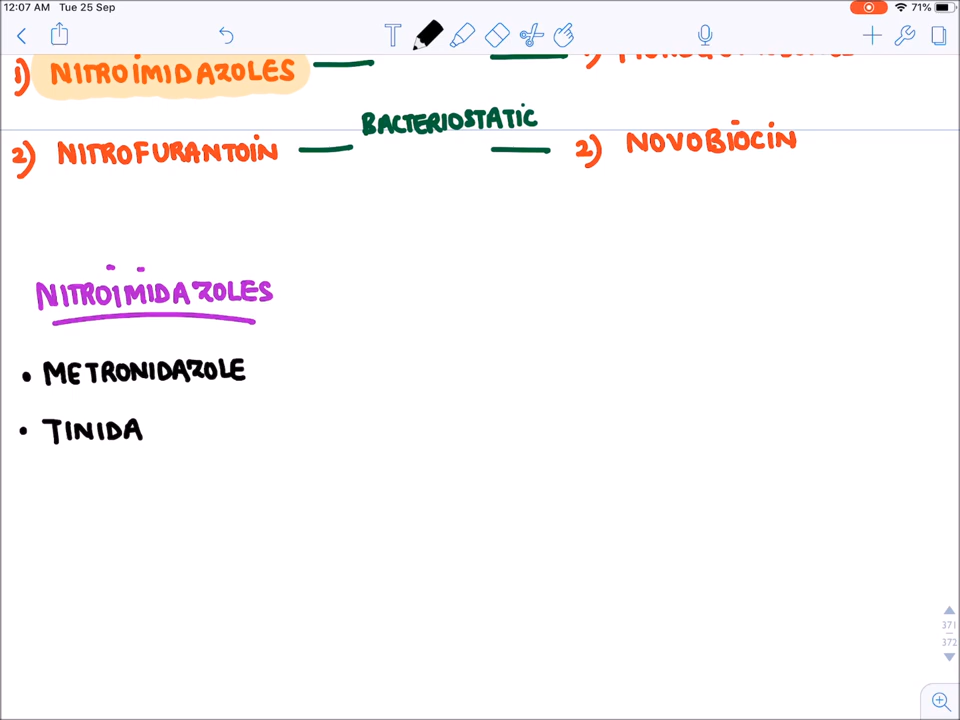 12:07 AM Tue 25 Sep 71%
1) NITROIMIDAZOLES
BACTERIOSTATIC
2) NITROFURANTOIN 2) NOVOBIOCIN
NITROIMIDAZOLES
• METRONIDAZOLE
• TINIDA
371
372